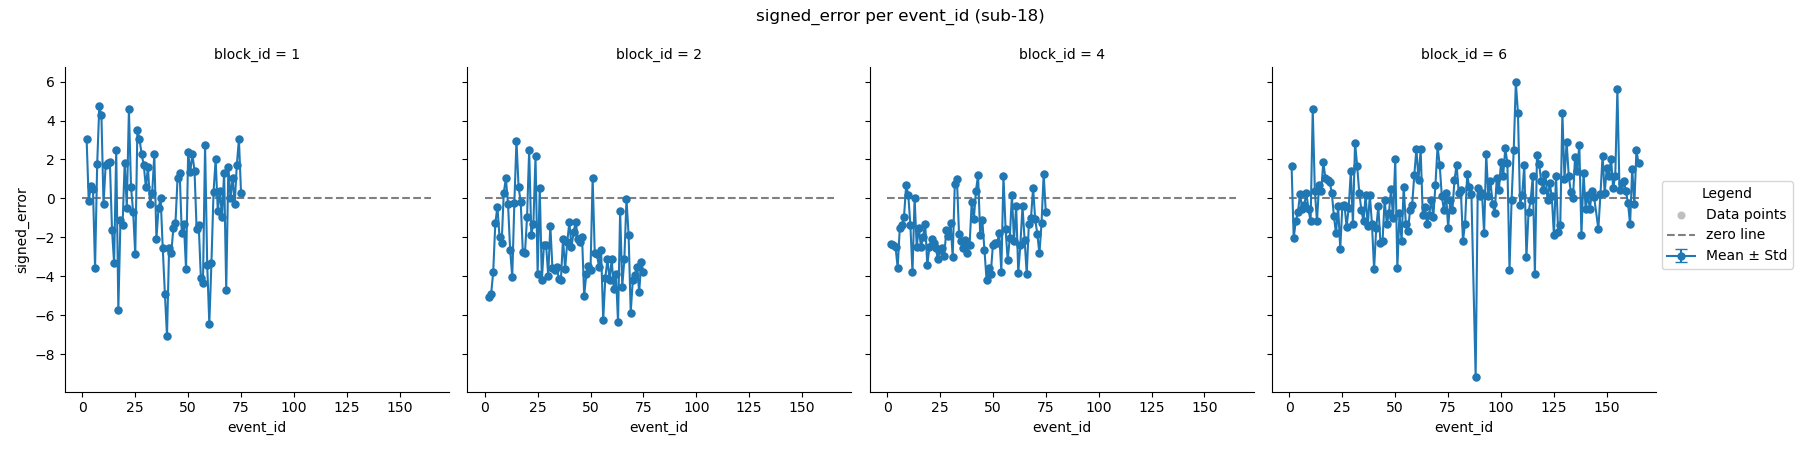 signed_error per event_id (sub-18)
block_id = 1
block_id = 2
block_id = 4
block_id = 6
signed_error
6
4
2
0
−2
−4
−6
−8
0 25 50 75 100 125 150
0 25 50 75 100 125 150
0 25 50 75 100 125 150
0 25 50 75 100 125 150
event_id
event_id
event_id
event_id
Legend
Data points
zero line
Mean ± Std